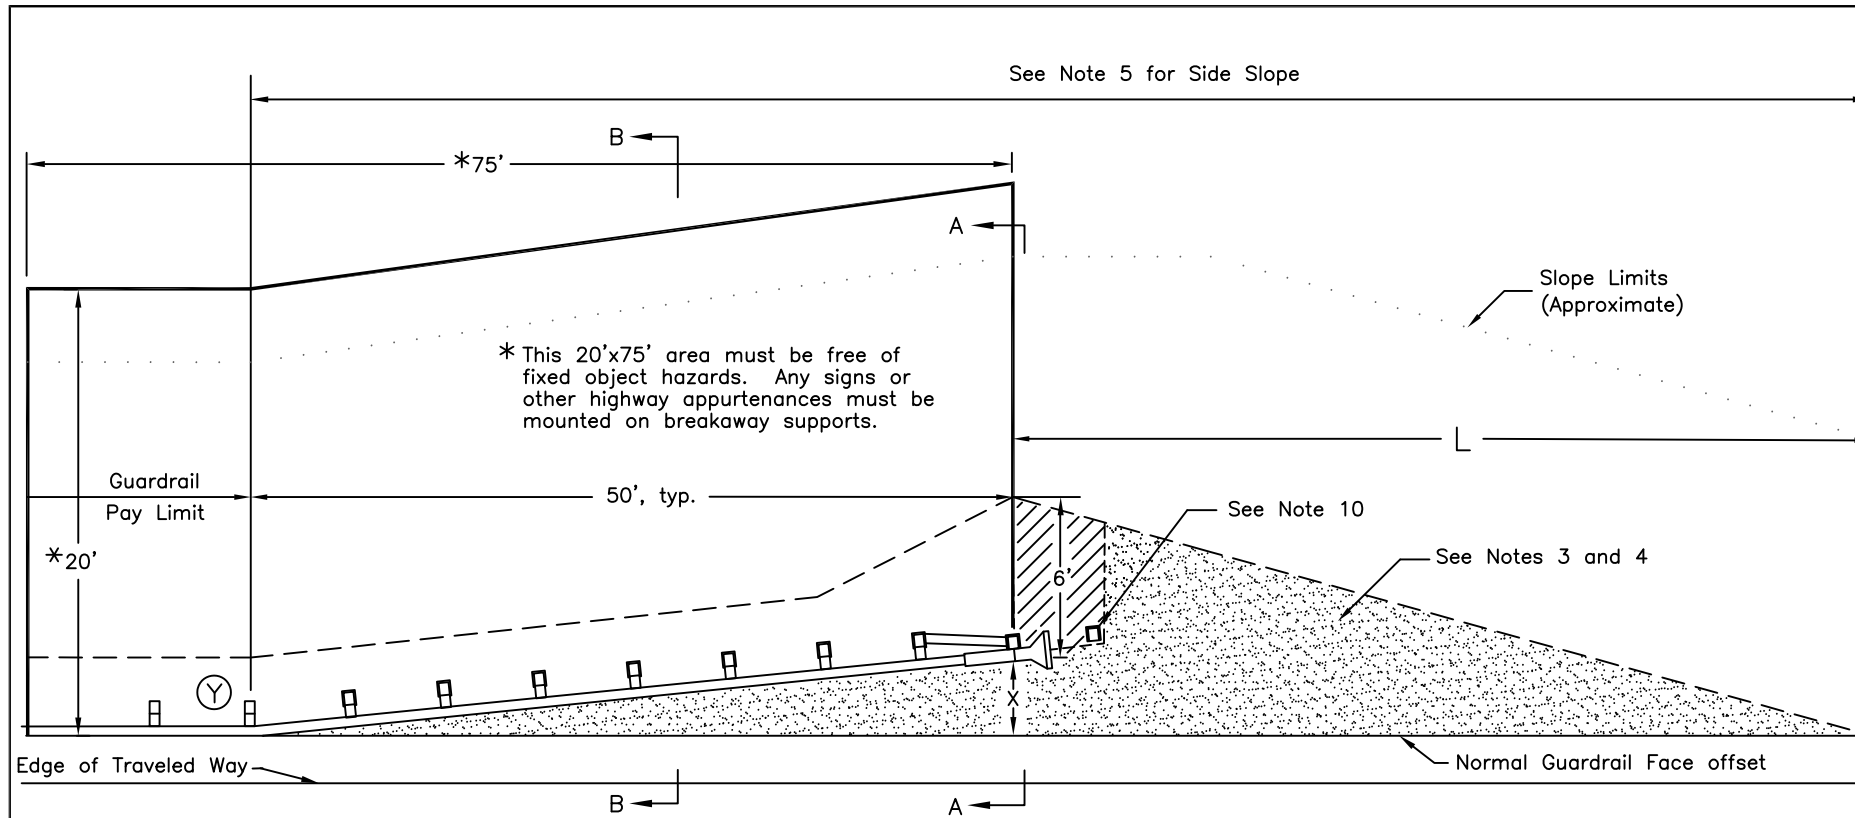 See Note 5 for Side Slope
B
*75'
A
Slope Limits
(Approximate)
* This 20'x75' area must be free of
fixed object hazards. Any signs or
other highway appurtenances must be
mounted on breakaway supports.
L
Guardrail
Pay Limit
50', typ.
See Note 10
*20'
6'
See Notes 3 and 4
Y
X
Edge of Traveled Way
Normal Guardrail Face offset
B
A